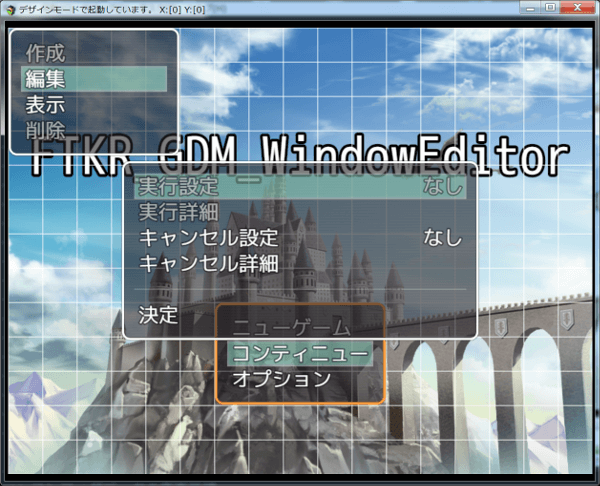 デザインモードで起動しています。 X:[0] Y:[0]
作成
編集
表示
削除
FTKR_GDM_WindowEditor
実行設定 なし
実行詳細
キャンセル設定 なし
キャンセル詳細
決定
ニューゲーム
コンティニュー
オプション